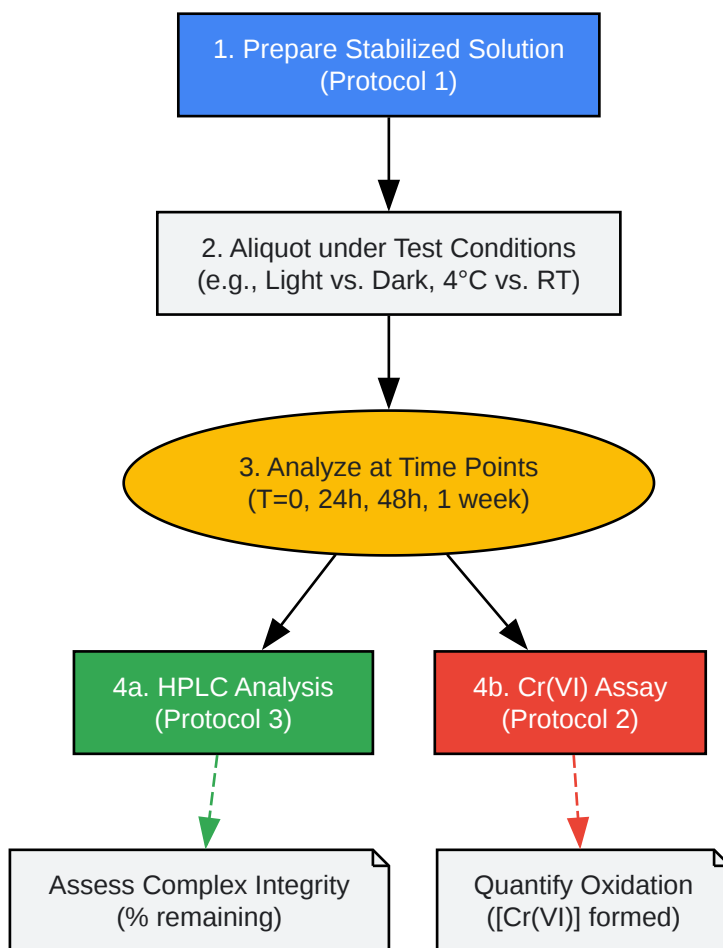 1. Prepare Stabilized Solution
(Protocol 1)
2. Aliquot under Test Conditions
(e.g., Light vs. Dark, 4°C vs. RT)
3. Analyze at Time Points
(T=0, 24h, 48h, 1 week)
4a. HPLC Analysis
(Protocol 3)
4b. Cr(VI) Assay
(Protocol 2)
Assess Complex Integrity
(% remaining)
Quantify Oxidation
([Cr(VI)] formed)